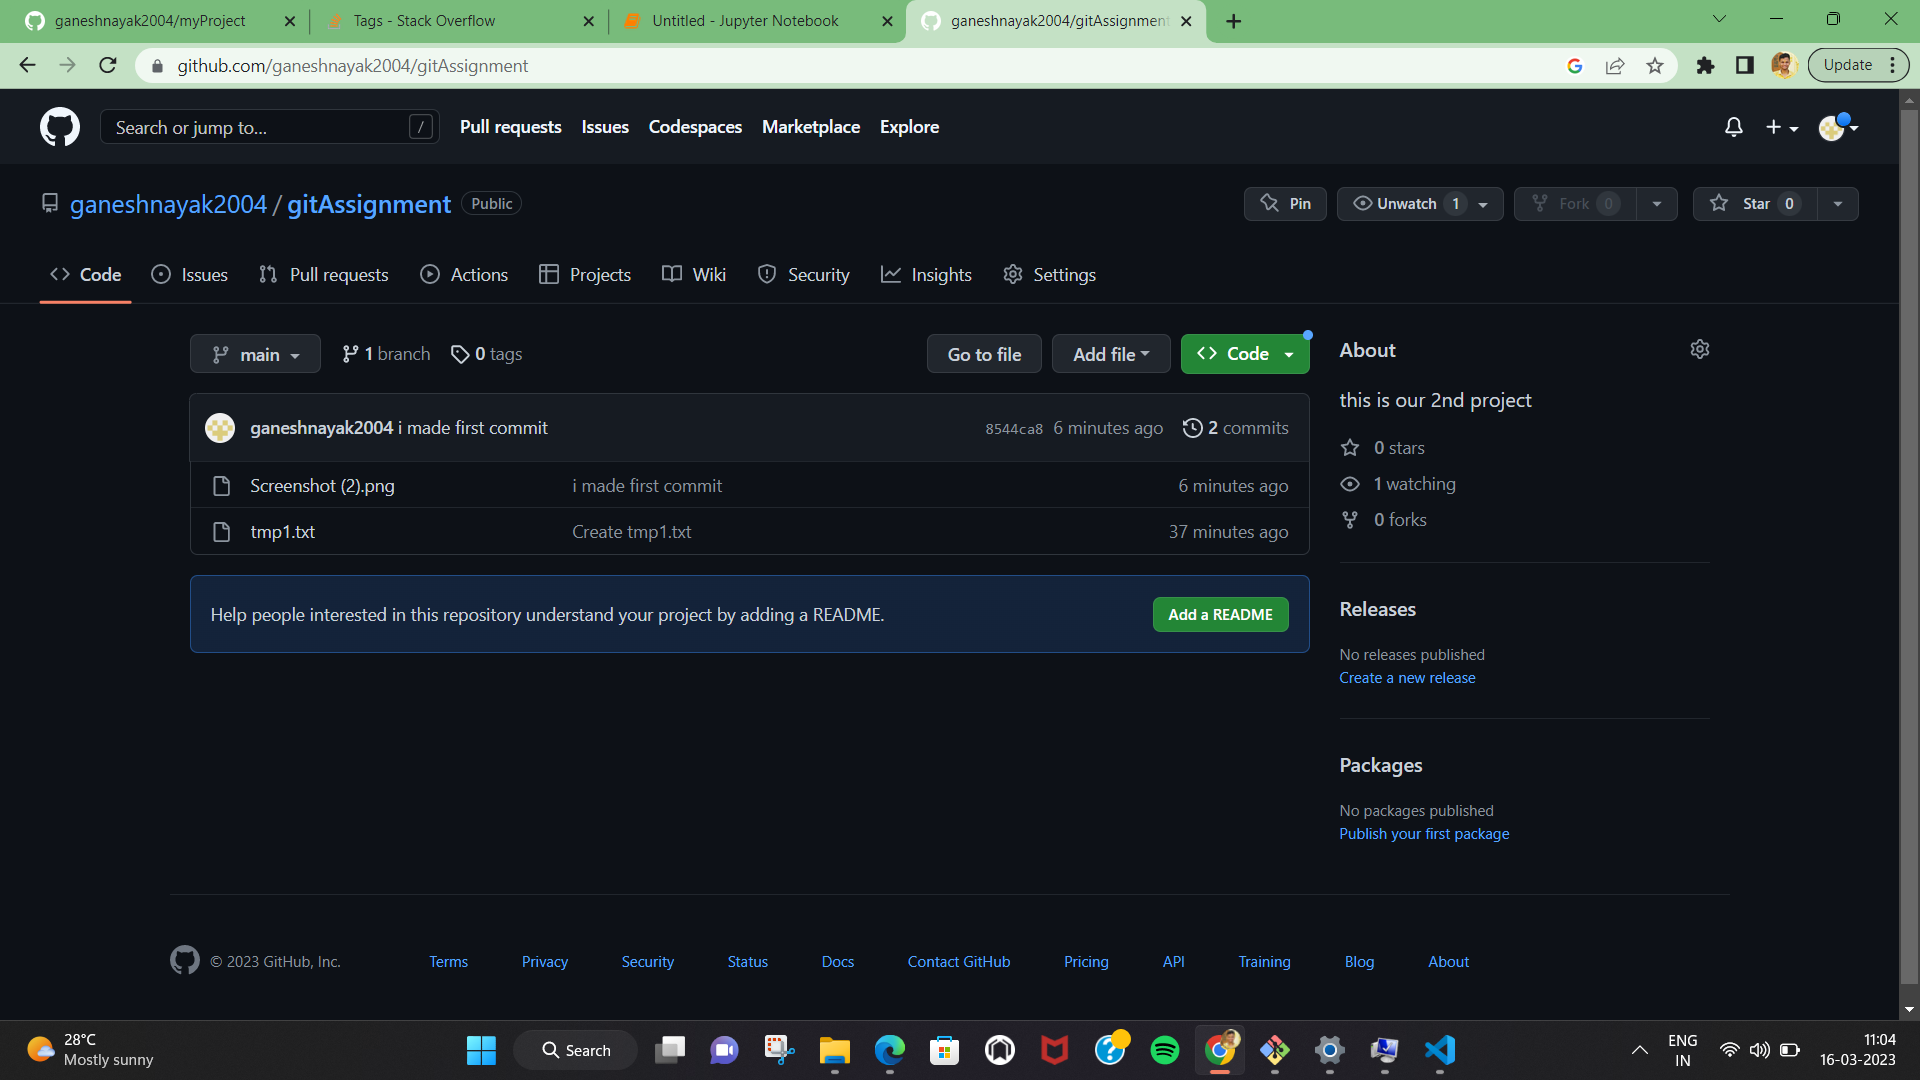 ganeshnayak2004/myProject
Tags - Stack Overflow
Untitled - Jupyter Notebook
ganeshnayak2004/gitAssignment
github.com/ganeshnayak2004/gitAssignment
Update
Search or jump to...
/
Pull requests
Issues
Codespaces
Marketplace
Explore
ganeshnayak2004 / gitAssignment
Public
Pin
Unwatch 1
Fork 0
Star 0
Code
Issues
Pull requests
Actions
Projects
Wiki
Security
Insights
Settings
main
1 branch
0 tags
Go to file
Add file
Code
ganeshnayak2004 i made first commit
8544ca8 6 minutes ago
2 commits
Screenshot (2).png
i made first commit
6 minutes ago
tmp1.txt
Create tmp1.txt
37 minutes ago
Help people interested in this repository understand your project by adding a README.
Add a README
About
this is our 2nd project
0 stars
1 watching
0 forks
Releases
No releases published
Create a new release
Packages
No packages published
Publish your first package
© 2023 GitHub, Inc.
Terms
Privacy
Security
Status
Docs
Contact GitHub
Pricing
API
Training
Blog
About
28°C
Mostly sunny
Search
ENG
IN
11:04
16-03-2023